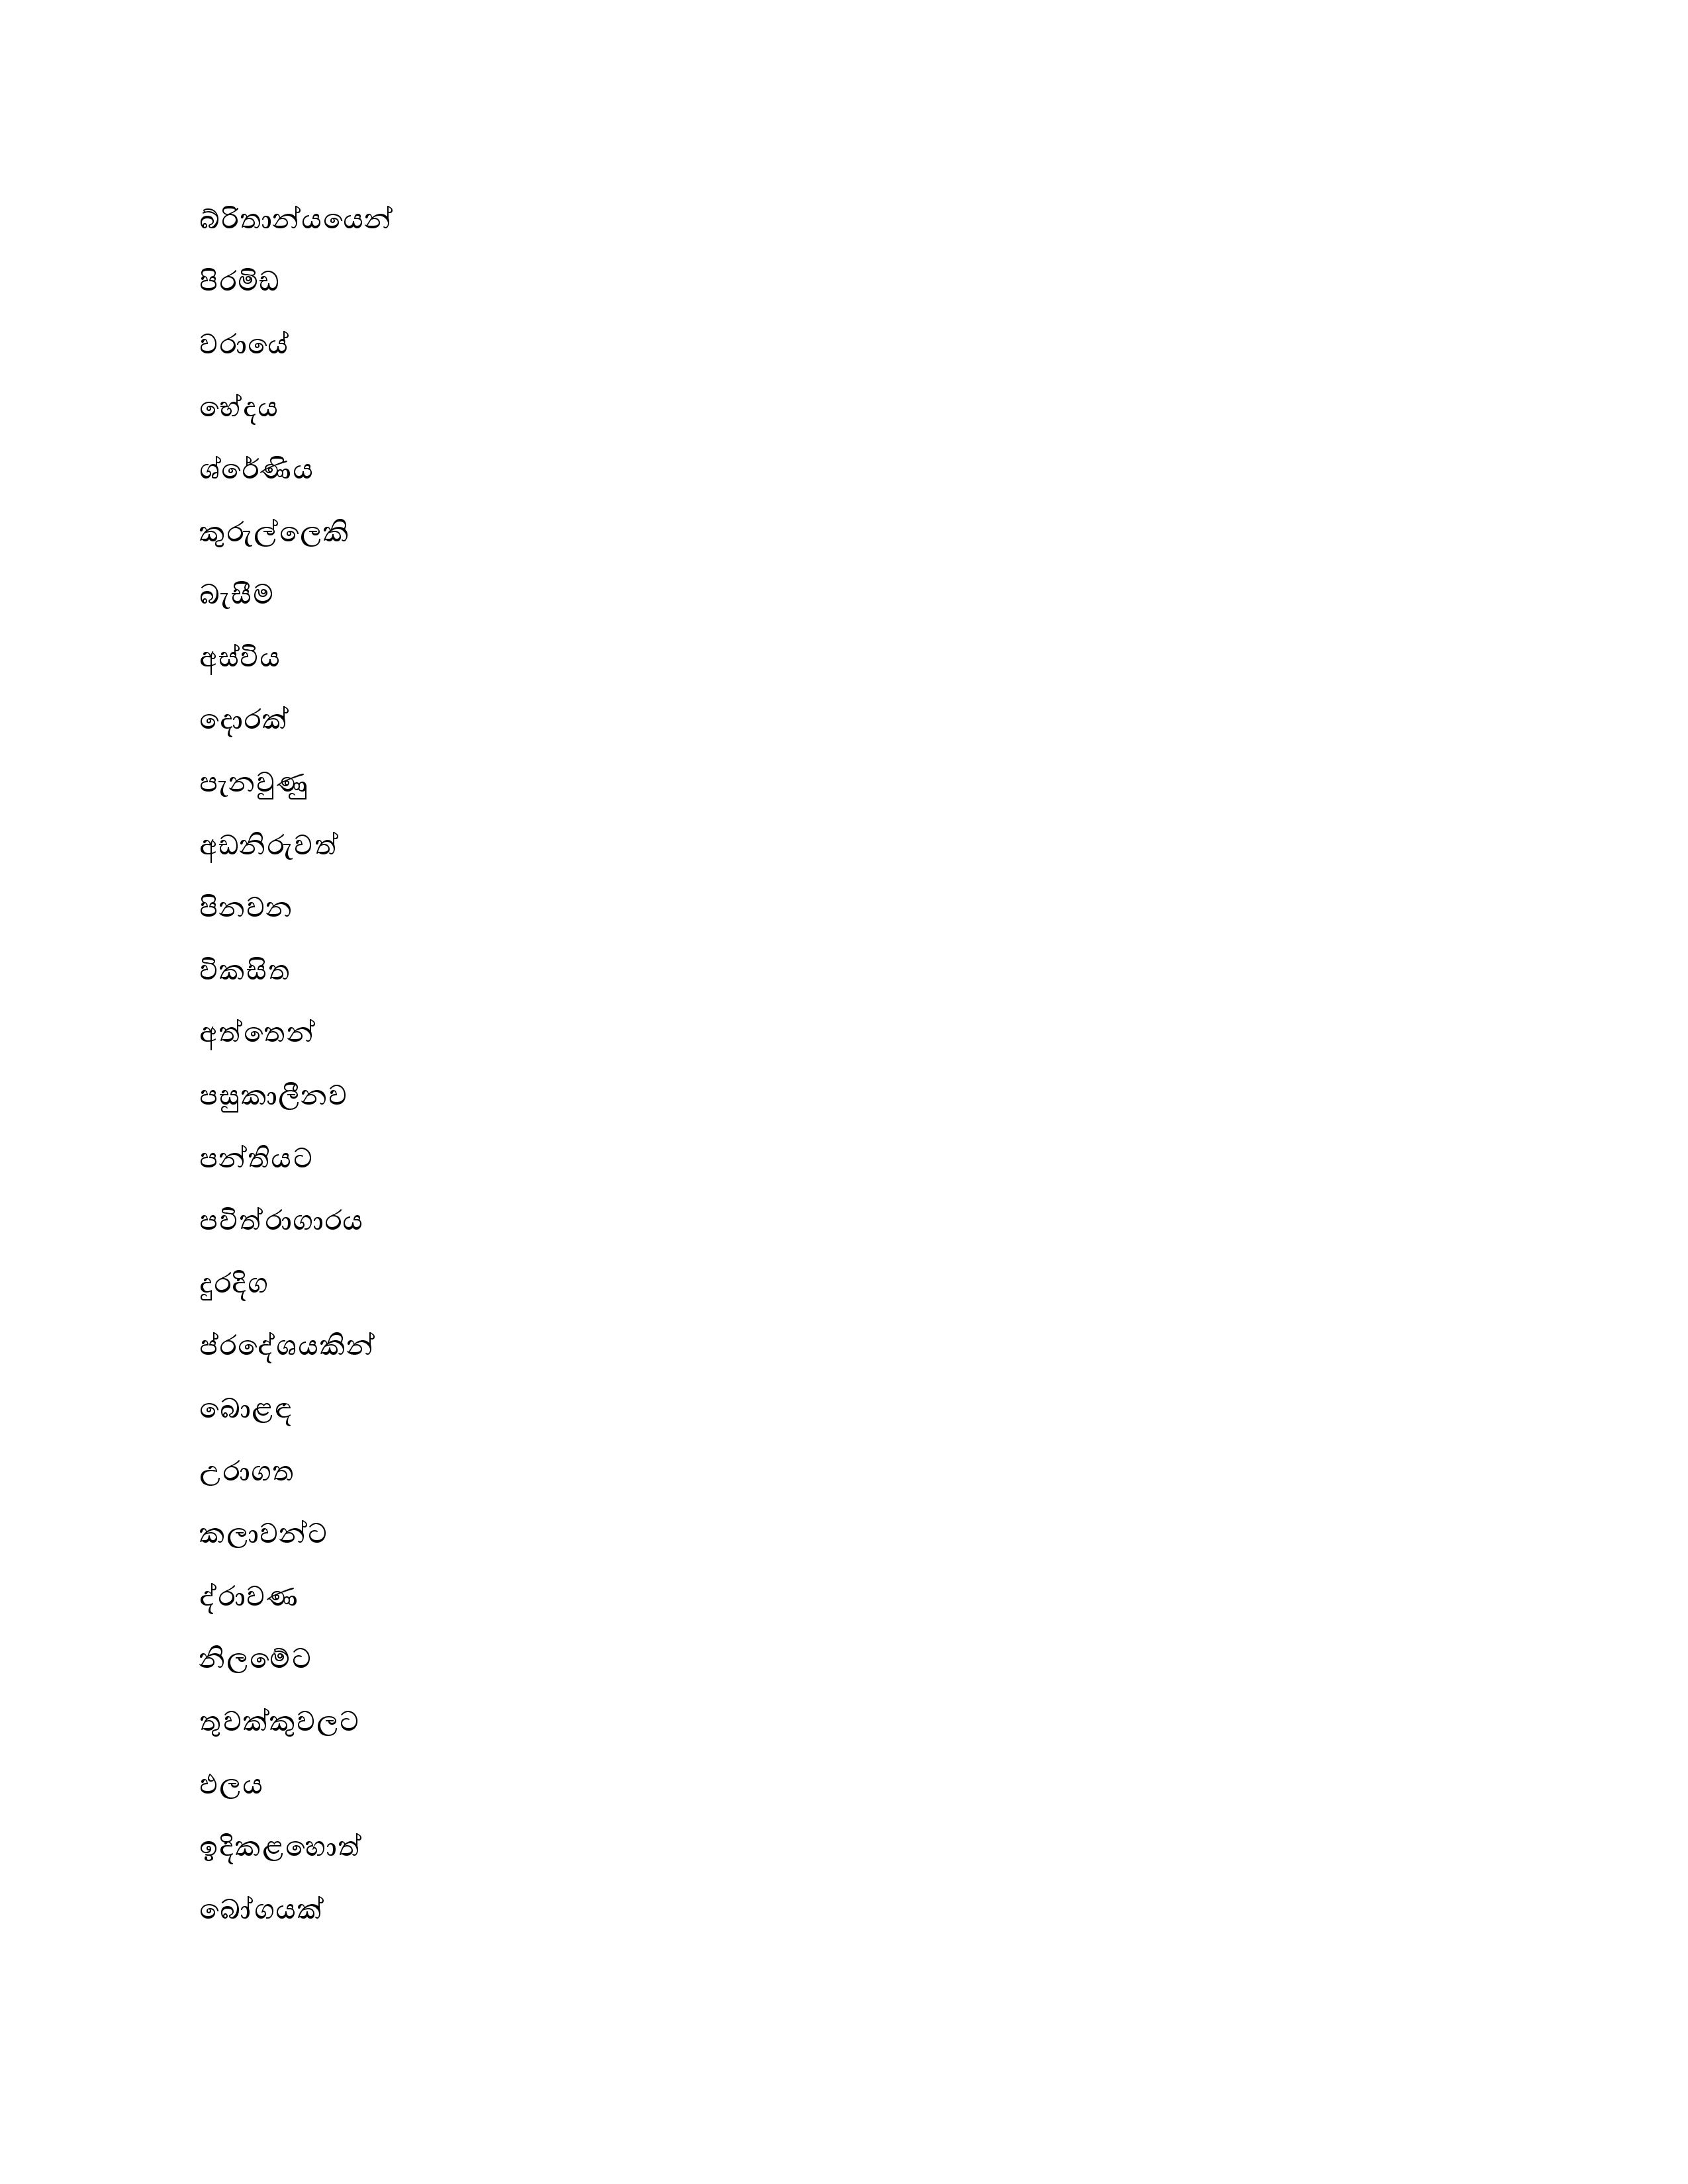 බ්රිතාන්යයෙන්
පිරමිඩ
වරායේ
භේදය
ශ්රේණිය
කුරුල්ලෙකි
බැසීම
අස්විය
දොරක්
පැනවුණු
අඩනිරුවත්
පිනවන
විකසිත
අත්තෙන්
පසුකාලීනව
පන්තියට
පවිත්රාගාරය
දුරදිග
ප්රදේශයකින්
බොළඳ
උරාගත
කලාවන්ට
ද්රාවණ
නිලමේට
තුවක්කුවලට
ඵලය
ඉදිකළහොත්
බෝගයක්